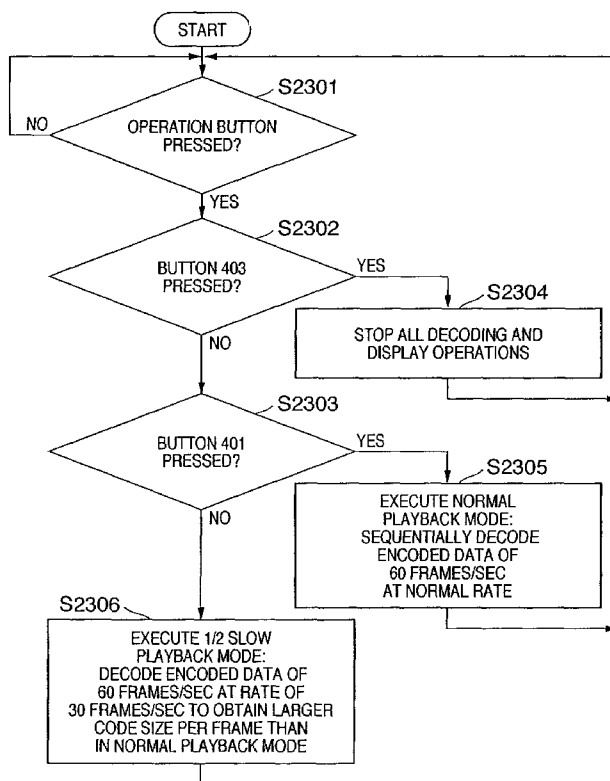 START
S2301
OPERATION BUTTON
PRESSED?
NO
YES
S2302
BUTTON 403
PRESSED?
YES
NO
S2304
STOP ALL DECODING AND
DISPLAY OPERATIONS
S2303
BUTTON 401
PRESSED?
YES
NO
S2305
EXECUTE NORMAL
PLAYBACK MODE:
SEQUENTIALLY DECODE
ENCODED DATA OF
60 FRAMES/SEC
AT NORMAL RATE
S2306
EXECUTE 1/2 SLOW
PLAYBACK MODE:
DECODE ENCODED DATA OF
60 FRAMES/SEC AT RATE OF
30 FRAMES/SEC TO OBTAIN LARGER
CODE SIZE PER FRAME THAN
IN NORMAL PLAYBACK MODE